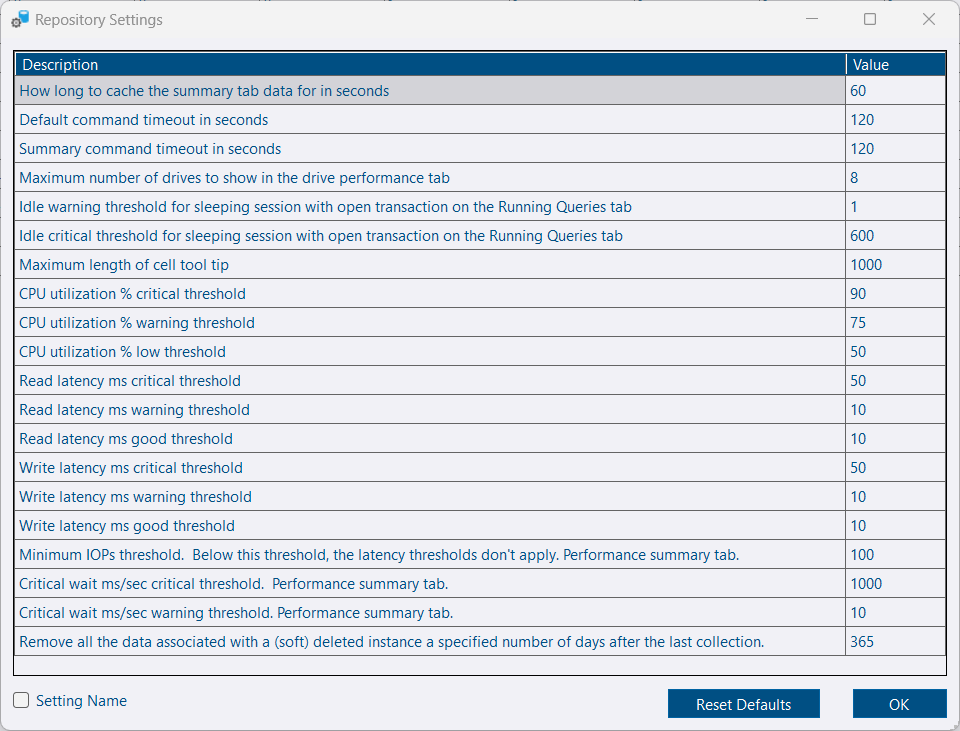 Repository Settings
Description Value
How long to cache the summary tab data for in seconds 60
Default command timeout in seconds 120
Summary command timeout in seconds 120
Maximum number of drives to show in the drive performance tab 8
Idle warning threshold for sleeping session with open transaction on the Running Queries tab 1
Idle critical threshold for sleeping session with open transaction on the Running Queries tab 600
Maximum length of cell tool tip 1000
CPU utilization % critical threshold 90
CPU utilization % warning threshold 75
CPU utilization % low threshold 50
Read latency ms critical threshold 50
Read latency ms warning threshold 10
Read latency ms good threshold 10
Write latency ms critical threshold 50
Write latency ms warning threshold 10
Write latency ms good threshold 10
Minimum IOPs threshold.  Below this threshold, the latency thresholds don't apply. Performance summary tab. 100
Critical wait ms/sec critical threshold.  Performance summary tab. 1000
Critical wait ms/sec warning threshold. Performance summary tab. 10
Remove all the data associated with a (soft) deleted instance a specified number of days after the last collection. 365
Setting Name Reset Defaults OK